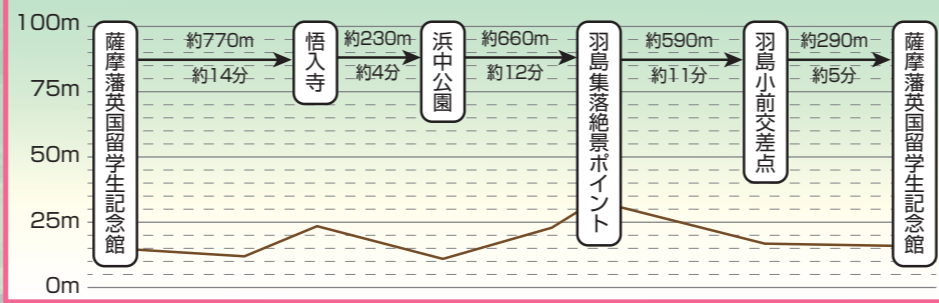 100m
75m
50m
25m
0m
薩摩藩英国留学生記念館
約770m
約14分
悟入寺
約230m
約4分
浜中公園
約660m
約12分
羽島集落絶景ポイント
約590m
約11分
羽島小前交差点
約290m
約5分
薩摩藩英国留学生記念館